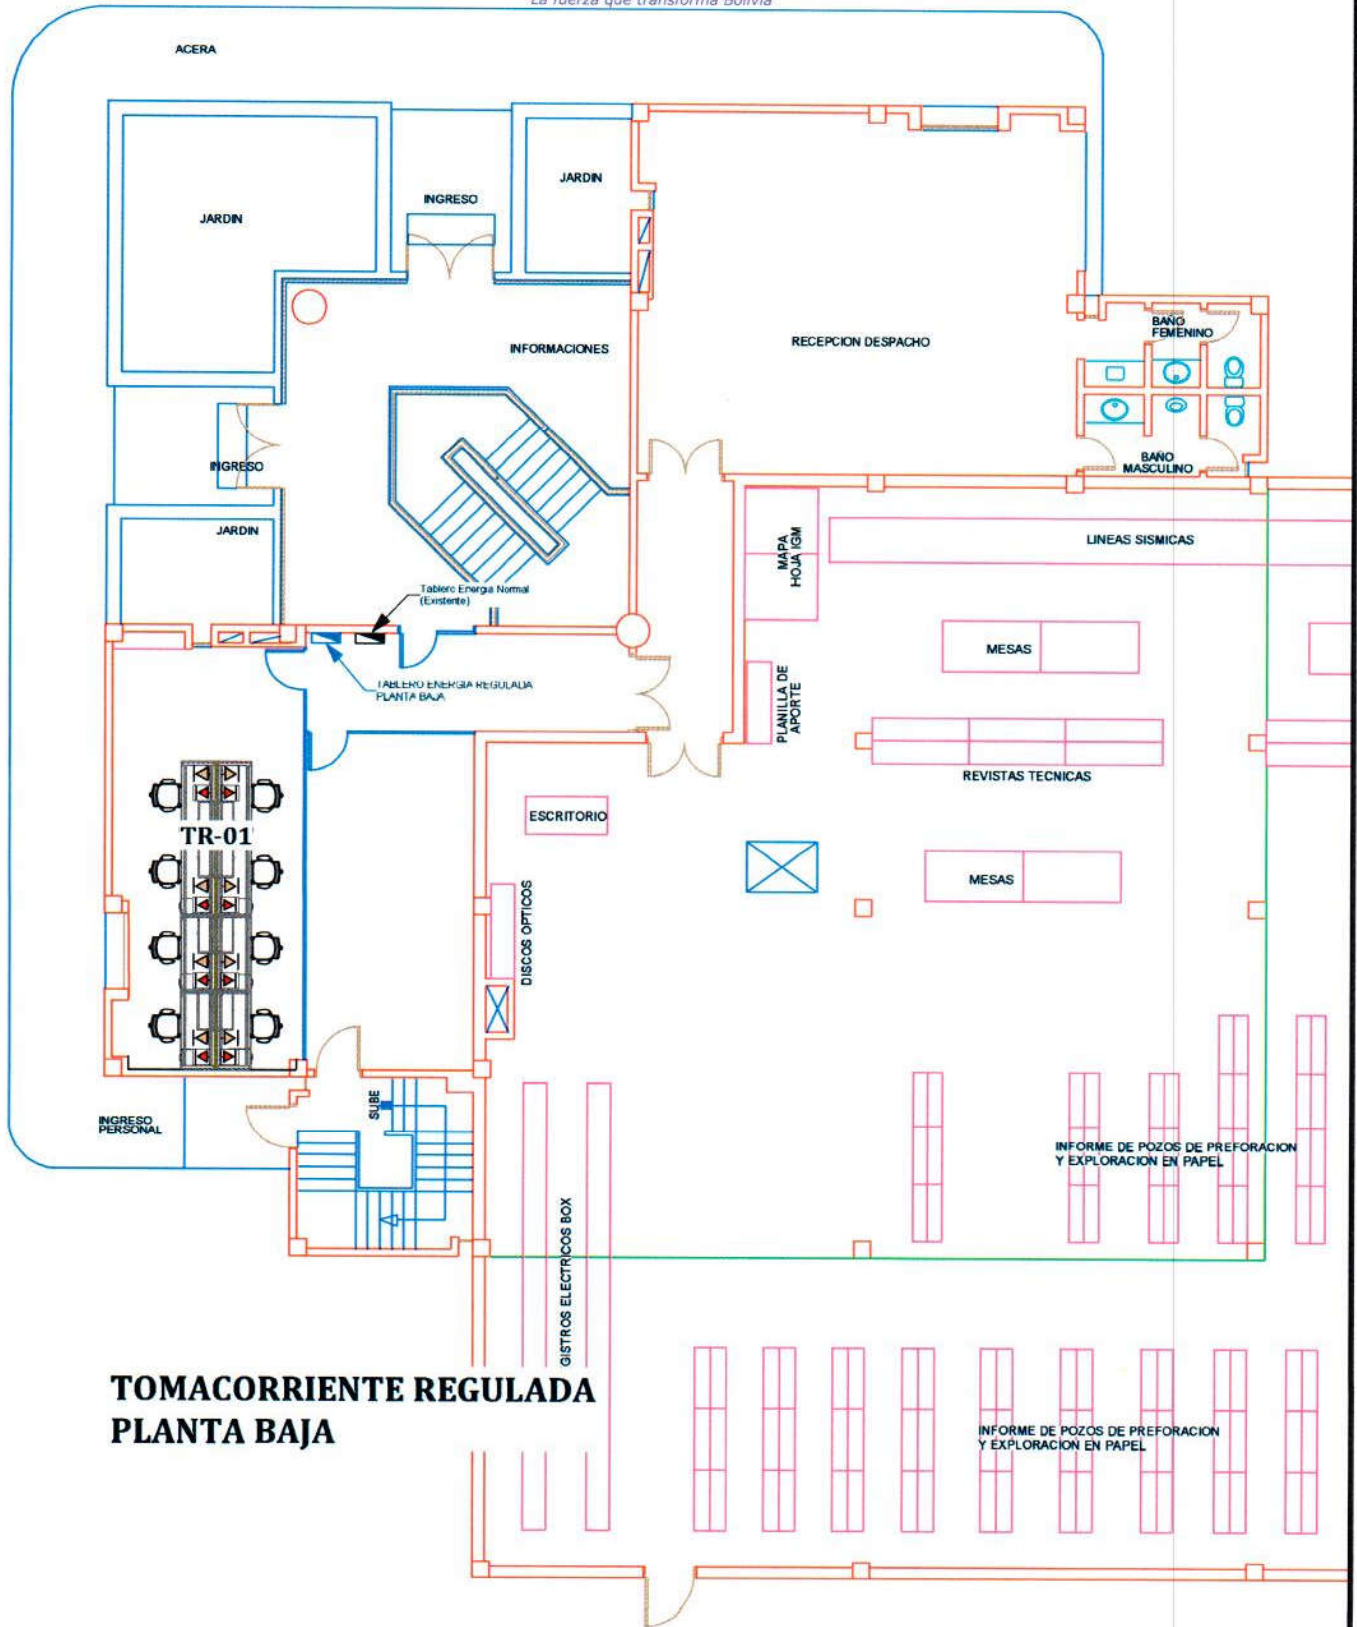 La fuerza que transforma Bolivia
ACERA
JARDIN
INGRESO
JARDIN
INFORMACIONES
RECEPCION DESPACHO
BAÑO
FEMENINO
INGRESO
BAÑO
MASCULINO
JARDIN
MAPA
HOJA IGM
LINEAS SISMICAS
Tablero Energia Normal
(Existente)
MESAS
TABLERO ENERGIA REGULADA
PLANTA BAJA
PLANILLA DE
APORTE
REVISTAS TECNICAS
ESCRITORIO
TR-01
MESAS
DISCOS OPTICOS
SUBE
INGRESO
PERSONAL
INFORME DE POZOS DE PREFORACION
Y EXPLORACION EN PAPEL
GISTROS ELECTRICOS BOX
TOMACORRIENTE REGULADA
PLANTA BAJA
INFORME DE POZOS DE PREFORACION
Y EXPLORACION EN PAPEL